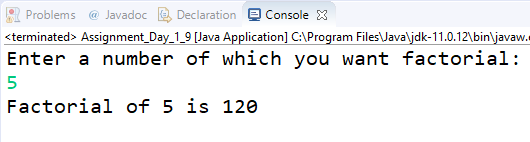 Problems @ Javadoc Declaration Console
<terminated> Assignment_Day_1_9 [Java Application] C:\Program Files\Java\jdk-11.0.12\bin\javaw.
Enter a number of which you want factorial:
5
Factorial of 5 is 120